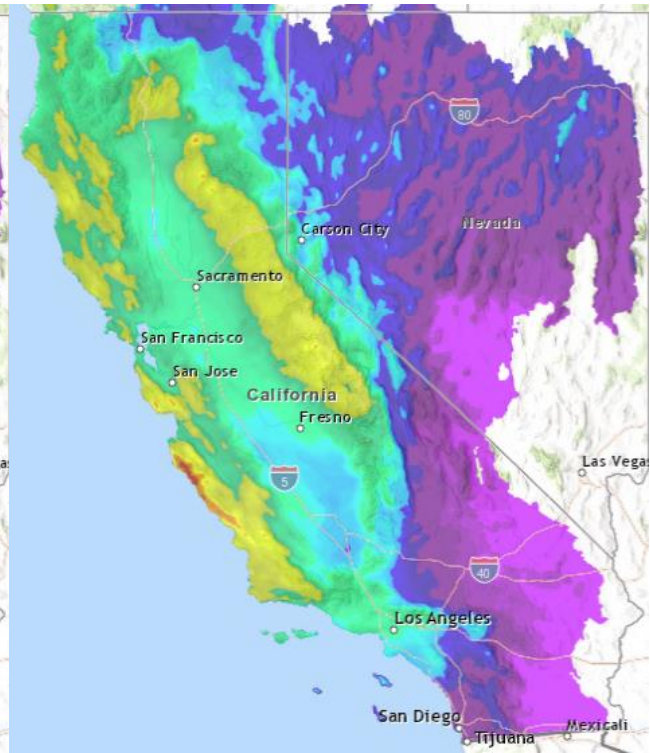 80
Nevada
Carson City
Sacramento
San Francisco
San Jose
California
Fresno
5
Las Vegas
40
Los Angeles
San Diego
Tijuana
Mexicali